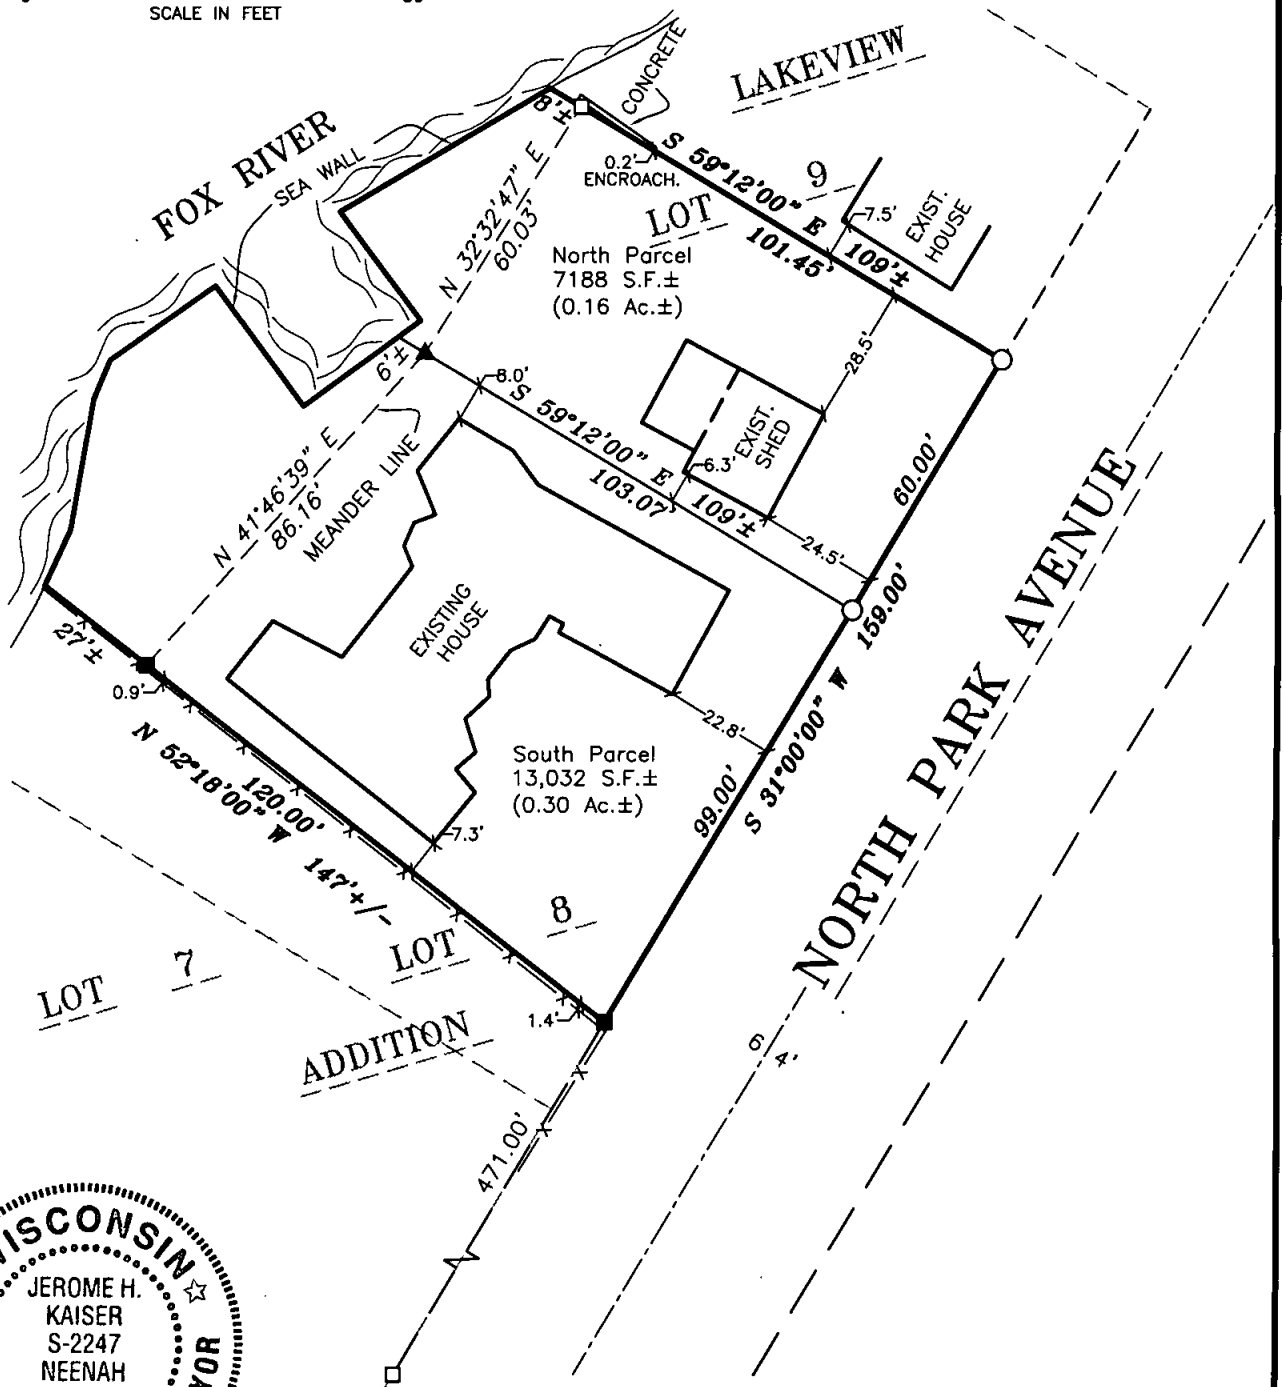 SCALE IN FEET
LAKEVIEW
CONCRETE
FOX RIVER
SEA WALL
8'±
0.2'
ENCROACH.
S 59°12'00" E
101.45'
109'±
LOT 9
7.5'
EXIST.
HOUSE
N 32°32'47" E
60.03'
North Parcel
7188 S.F.±
(0.16 Ac.±)
28.5'
6'±
8.0'
S 59°12'00" E
103.07
109'±
EXIST.
SHED
6.3'
24.5'
60.00'
159.00'
N 41°46'39" E
86.16'
MEANDER LINE
EXISTING
HOUSE
27'±
0.9'
N 52°18'00" W
120.00'
147'+/-
7.3'
22.8'
South Parcel
13,032 S.F.±
(0.30 Ac.±)
99.00'
S 31°00'00" W
NORTH PARK AVENUE
LOT 8
LOT 7
ADDITION
1.4'
64'
471.00'
WISCONSIN
JEROME H.
KAISER
S-2247
NEENAH